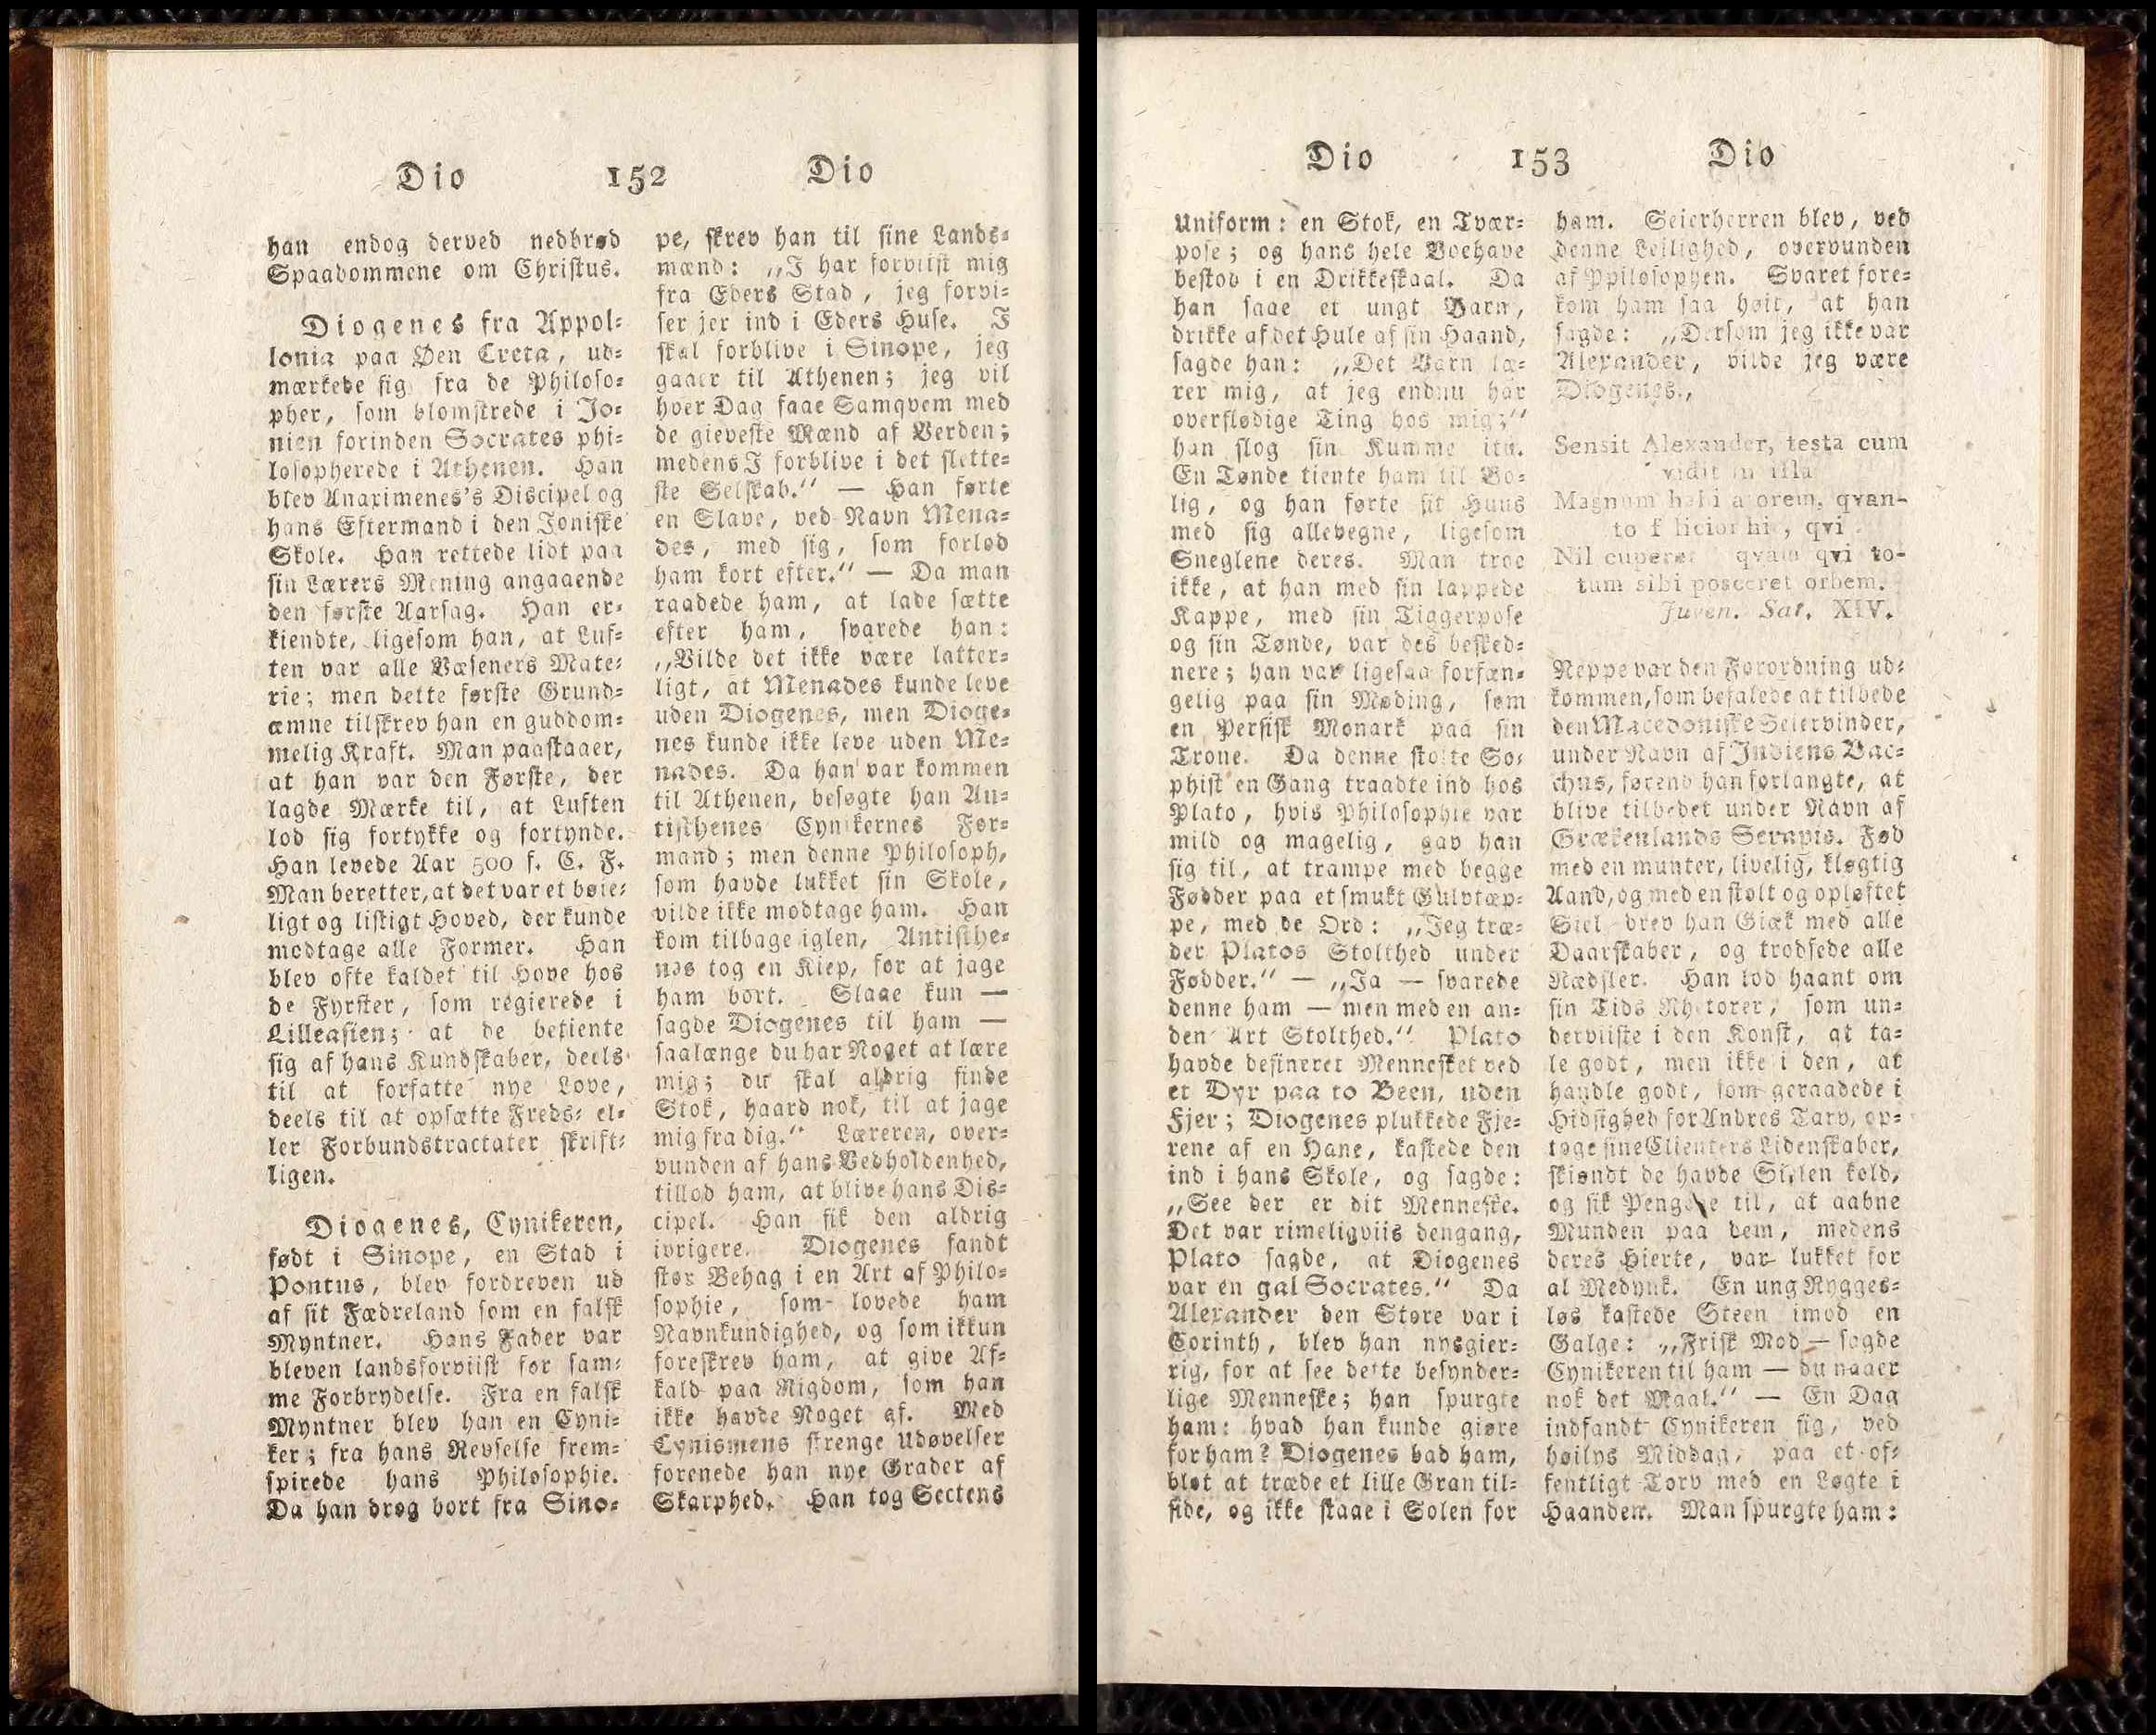 Dio 152 Dio
han endog derved nedbrød
Spaadommene om Christus.
Diogenes fra Appol-
lonia paa Øen Creta, ud-
mærkede sig fra de Philoso-
pher, som blomstrede i Jo-
nien forinden Socrates phi-
losopherede i Athenen. Han
blev Anaximenes's Discipel og
hans Eftermand i den Joniske
Skole. Han rettede lidt paa
sin Lærers Mening angaaende
den første Aarsag. Han er-
kiendte, ligesom han, at Luf-
ten var alle Væseners Mate-
rie; men dette første Grund-
æmne tilskrev han en guddom-
melig Kraft. Man paastaaer,
at han var den Første, der
lagde Mærke til, at Luften
lod sig fortykke og fortynde.
Han levede Aar 500 f. C. F.
Man beretter, at det var et bøie-
ligt og listigt Hoved, der kunde
modtage alle Former. Han
blev ofte kaldet til Hove hos
de Fyrster, som regierede i
Lilleasien; at de betiente
sig af hans Kundskaber, deels
til at forfatte nye Love,
deels til at opsætte Freds- el-
ler Forbundstractater skrift-
ligen.
Diogenes, Cynikeren,
født i Sinope, en Stad i
Pontus, blev fordreven ud
af sit Fædreland som en falsk
Myntner. Hans Fader var
bleven landsforviist for sam-
me Forbrydelse. Fra en falsk
Myntner blev han en Cyni-
ker; fra hans Revselse frem-
spirede hans Philosophie.
Da han drog bort fra Sino-
pe, skrev han til sine Lands-
mænd: „I har forviist mig
fra Eders Stad, jeg forvi-
ser jer ind i Eders Huse. I
skal forblive i Sinope, jeg
gaaer til Athenen; jeg vil
hver Dag faae Samqvem med
de gieveste Mænd af Verden;
medens I forblive i det slette-
ste Selskab.“ — Han førte
en Slave, ved Navn Mena-
des, med sig, som forlod
ham kort efter.“ — Da man
raadede ham, at lade sætte
efter ham, svarede han:
„Vilde det ikke være latter-
ligt, at Menades kunde leve
uden Diogenes, men Dioge-
nes kunde ikke leve uden Me-
nades. Da han var kommen
til Athenen, besøgte han An-
tisthenes Cynikernes For-
mand; men denne Philosoph,
som havde lukket sin Skole,
vilde ikke modtage ham. Han
kom tilbage iglen, Antisthe-
nes tog en Kiep, for at jage
ham bort. Slaae kun —
sagde Diogenes til ham —
saalænge du har Noget at lære
mig; du skal aldrig finde
Stok, haard nok, til at jage
mig fra dig.“ Læreren, over-
vunden af hans Vedholdenhed,
tillod ham, at blive hans Dis-
cipel. Han fik den aldrig
ivrigere. Diogenes fandt
stor Behag i en Art af Philo-
sophie, som lovede ham
Navnkundighed, og som ikkun
foreskrev ham, at give Af-
kald paa Rigdom, som han
ikke havde Noget af. Med
Cynismens strenge Udøvelser
forenede han nye Grader af
Skarphed. Han tog Sectens
Dio 153 Dio
Uniform: en Stok, en Tvær-
pose; og hans hele Boehave
bestod i en Drikkeskaal. Da
han saae et ungt Barn,
drikke af det Hule af sin Haand,
sagde han: „Det Barn læ-
rer mig, at jeg endnu har
overflødige Ting hos mig;“
han slog sin Kumme itu.
En Tønde tiente ham til Bo-
lig, og han førte sit Huus
med sig allevegne, ligesom
Sneglene deres. Man troe
ikke, at han med sin lappede
Kappe, med sin Tiggerpose
og sin Tønde, var des besked-
nere; han var ligesaa forfæn-
gelig paa sin Møding, som
en Persisk Monark paa sin
Trone. Da denne stolte So-
phist en Gang traadte ind hos
Plato, hvis Philosophie var
mild og magelig, gav han
sig til, at trampe med begge
Fødder paa et smukt Gulvtæp-
pe, med de Ord: „Jeg træ-
der Platos Stolthed under
Fødder.“ — „Ja — svarede
denne ham — men med en an-
den Art Stolthed.“ Plato
havde defineret Mennesket ved
et Dyr paa to Been, uden
Fjer; Diogenes plukkede Fje-
rene af en Hane, kastede den
ind i hans Skole, og sagde:
„See der er dit Menneske.
Det var rimeligviis dengang,
Plato sagde, at Diogenes
var en gal Socrates.“ Da
Alexander den Store var i
Corinth, blev han nysgier-
rig, for at see dette besynder-
lige Menneske; han spurgte
ham: hvad han kunde giøre
for ham? Diogenes bad ham,
blot at træde et lille Gran til-
side, og ikke staae i Solen for
ham. Seierherren blev, ved
denne Leilighed, overvunden
af Ppilosophen. Svaret fore-
kom ham saa høit, at han
sagde: „Dersom jeg ikke var
Alexander, vilde jeg være
Diogenes.,
Sensit Alexander, testa cum
vidit in illa
Magnum orem, qvan-
to hic, qvi
Nil cuperet qvam qvi to-
tum sibi posceret orbem.
Juven. Sat. XIV.
Neppe var den Forordning ud-
kommen, som befalede at tilbede
den Macedoniske Seiervinder,
under Navn af Indiens Bac-
chus, førend han forlangte, at
blive tilbedet under Navn af
Grækenlands Serapis. Fød
med en munter, livelig, kløgtig
Aand, og med en stolt og opløftet
Siel drev han Giæk med alle
Daarskaber, og trodsede alle
Rædsler. Han lod haant om
sin Tids Rhetorer, som un-
derviiste i den Konst, at ta-
le godt, men ikke i den, at
handle godt, som geraadede i
Hidsighed for Andres Tarv, op-
toge sine Clienters Lidenskaber,
skiøndt de havde Sielen kold,
og fik Penge til, at aabne
Munden paa dem, medens
deres Hierte, var lukket for
al Medynk. En ung Rygges-
løs kastede Steen imod en
Galge: „Frisk Mod — sagde
Cynikeren til ham — du naaer
nok det Maal.“ — En Dag
indfandt Cynikeren sig, ved
høilys Middag, paa et of-
fentligt Torv med en Løgte i
Haanden. Man spurgte ham: